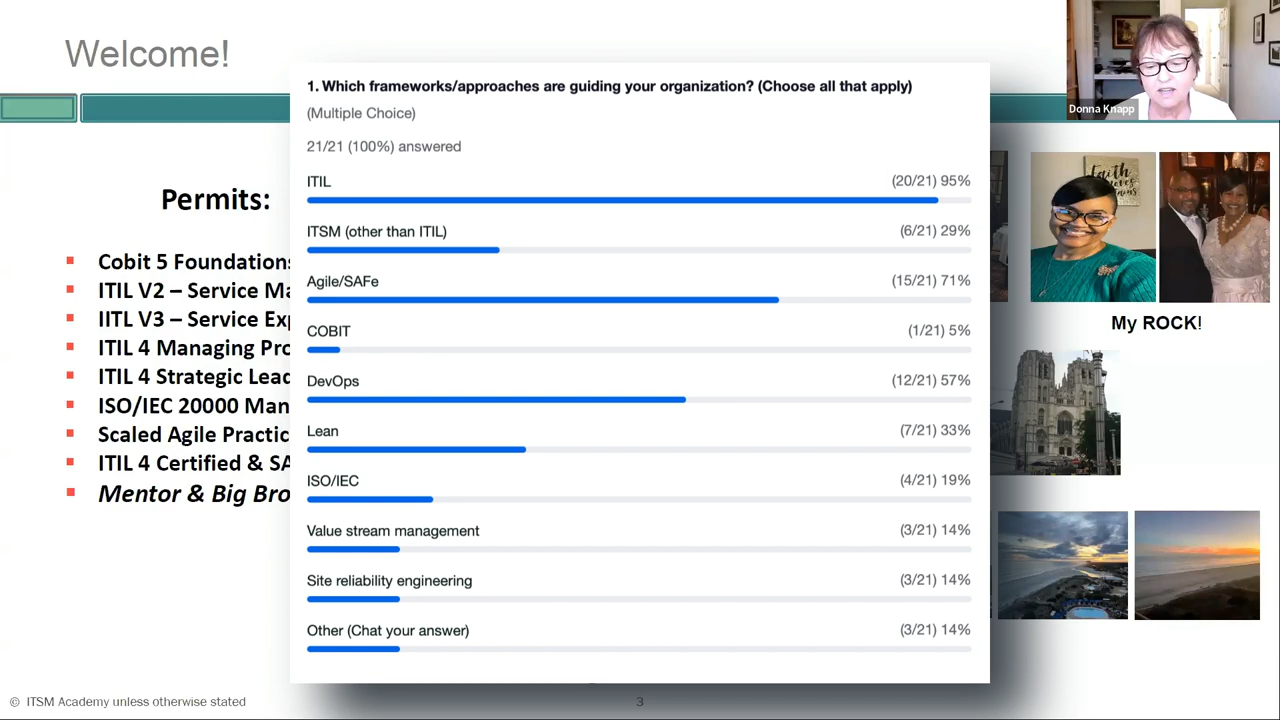 Welcome!
Donna Knapp
Permits:
Cobit 5 Foundations
ITIL V2 – Service Ma
IITL V3 – Service Exp
ITIL 4 Managing Pro
ITIL 4 Strategic Lead
ISO/IEC 20000 Man
Scaled Agile Practic
ITIL 4 Certified & SA
Mentor & Big Bro
1. Which frameworks/approaches are guiding your organization? (Choose all that apply)
(Multiple Choice)
21/21 (100%) answered
ITIL (20/21) 95%
ITSM (other than ITIL) (6/21) 29%
Agile/SAFe (15/21) 71%
COBIT (1/21) 5%
DevOps (12/21) 57%
Lean (7/21) 33%
ISO/IEC (4/21) 19%
Value stream management (3/21) 14%
Site reliability engineering (3/21) 14%
Other (Chat your answer) (3/21) 14%
Faith
My ROCK!
© ITSM Academy unless otherwise stated
3